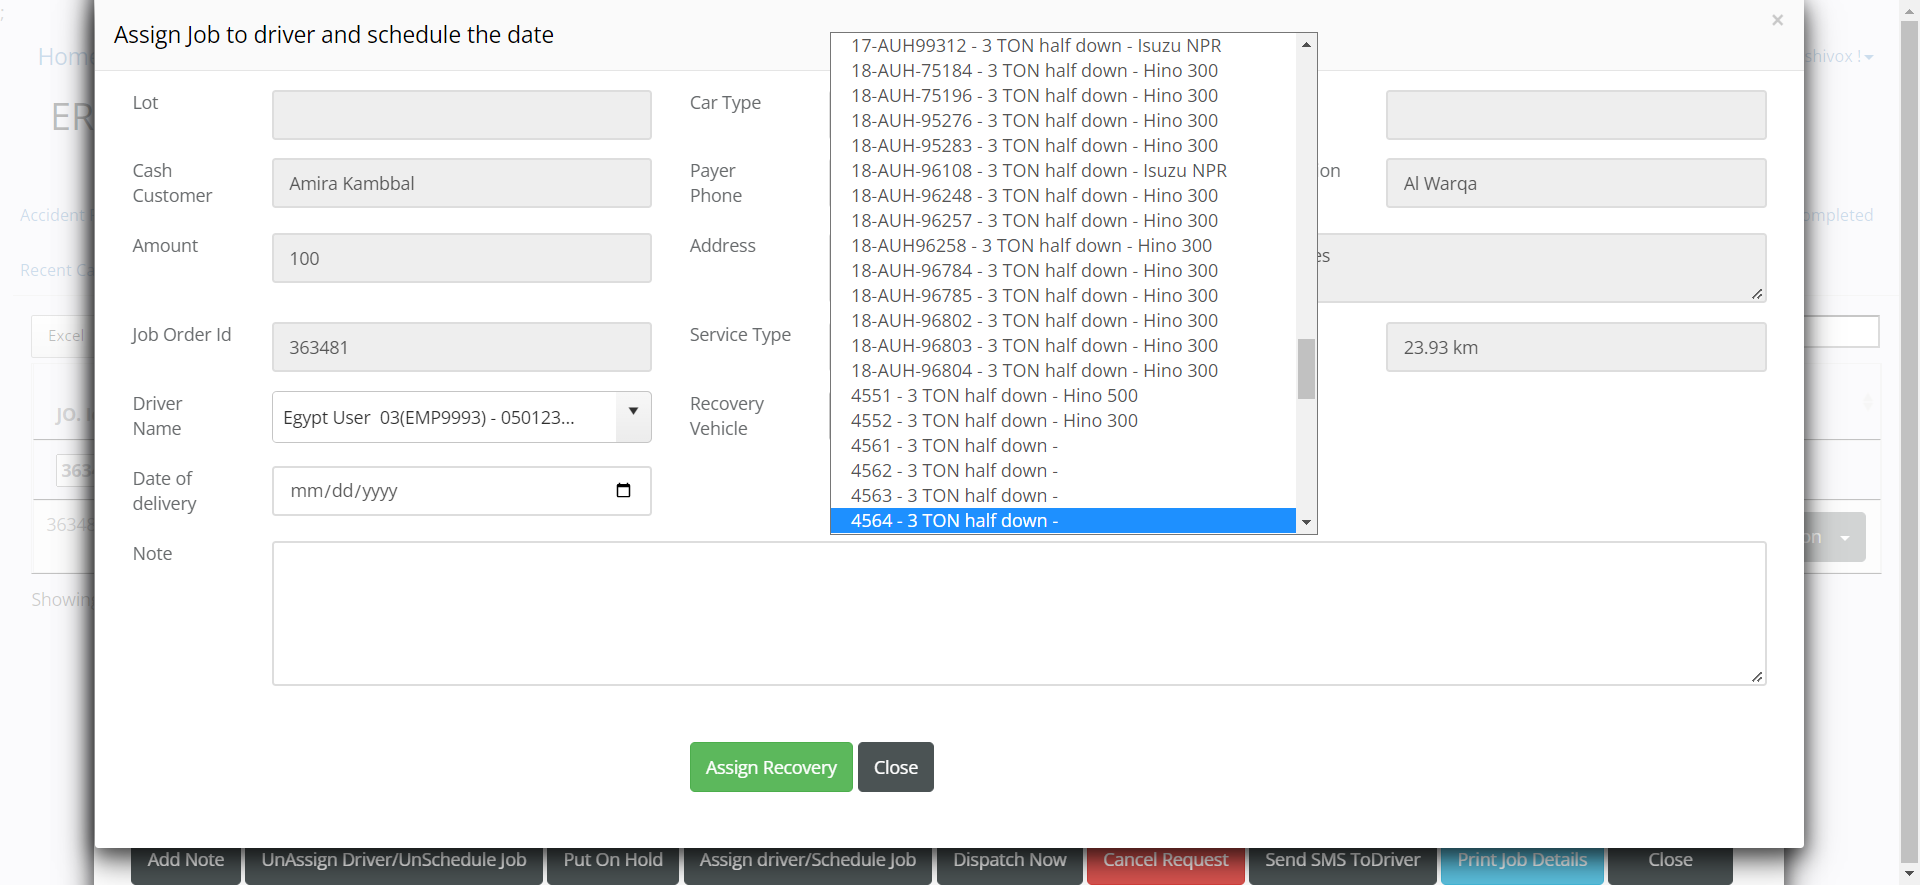 ;
Assign Job to driver and schedule the date
×
Home
shivox !
ER
Lot
Car Type
Cash Customer
Amira Kambbal
Payer Phone
on
Al Warqa
Accident
ompleted
Amount
100
Address
es
Recent Ca
Excel
Job Order Id
363481
Service Type
23.93 km
JO. I
Driver Name
Egypt User  03(EMP9993) - 050123...
Recovery Vehicle
363
Date of delivery
mm/dd/yyyy
36348
on
Note
Showing
17-AUH99312 - 3 TON half down - Isuzu NPR
18-AUH-75184 - 3 TON half down - Hino 300
18-AUH-75196 - 3 TON half down - Hino 300
18-AUH-95276 - 3 TON half down - Hino 300
18-AUH-95283 - 3 TON half down - Hino 300
18-AUH-96108 - 3 TON half down - Isuzu NPR
18-AUH-96248 - 3 TON half down - Hino 300
18-AUH-96257 - 3 TON half down - Hino 300
18-AUH96258 - 3 TON half down - Hino 300
18-AUH-96784 - 3 TON half down - Hino 300
18-AUH-96785 - 3 TON half down - Hino 300
18-AUH-96802 - 3 TON half down - Hino 300
18-AUH-96803 - 3 TON half down - Hino 300
18-AUH-96804 - 3 TON half down - Hino 300
4551 - 3 TON half down - Hino 500
4552 - 3 TON half down - Hino 300
4561 - 3 TON half down -
4562 - 3 TON half down -
4563 - 3 TON half down -
4564 - 3 TON half down -
Assign Recovery
Close
Add Note
UnAssign Driver/UnSchedule Job
Put On Hold
Assign driver/Schedule Job
Dispatch Now
Cancel Request
Send SMS ToDriver
Print Job Details
Close